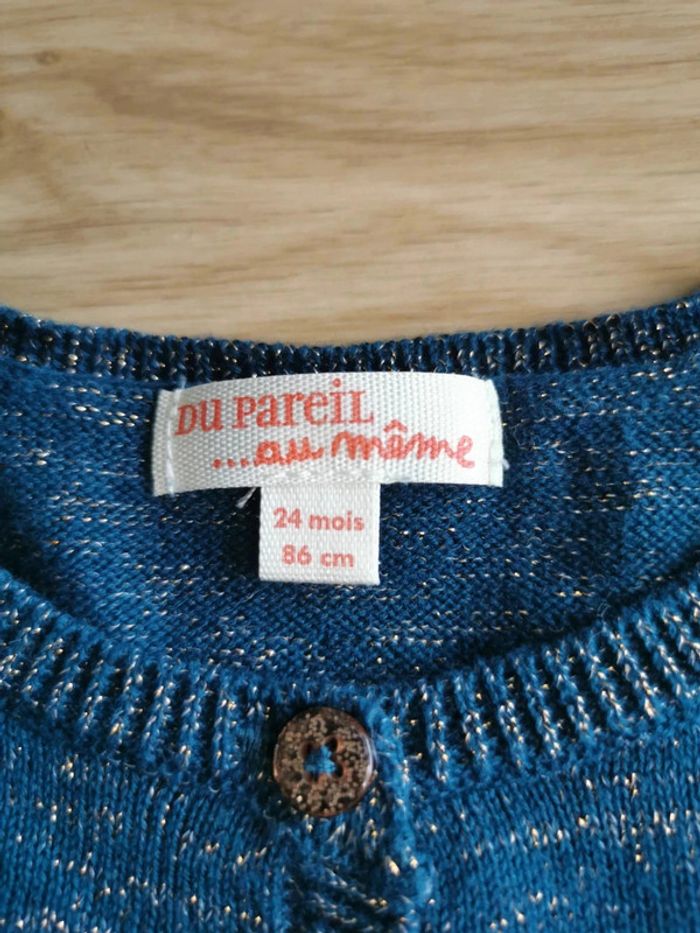 DU PareiL
...au même
24 mois
86 cm